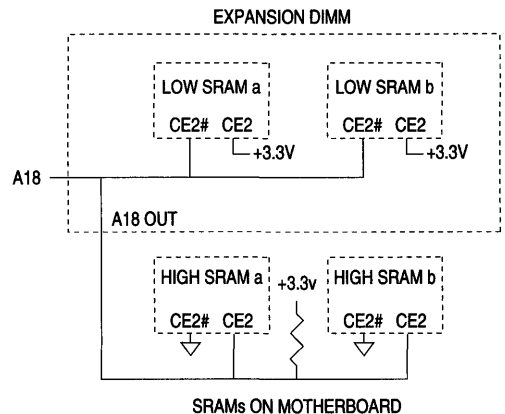 EXPANSION DIMM
LOW SRAM a
LOW SRAM b
CE2# CE2
CE2# CE2
+3.3V
+3.3V
A18
A18 OUT
HIGH SRAM a
+3.3v
HIGH SRAM b
CE2# CE2
CE2# CE2
SRAMs ON MOTHERBOARD